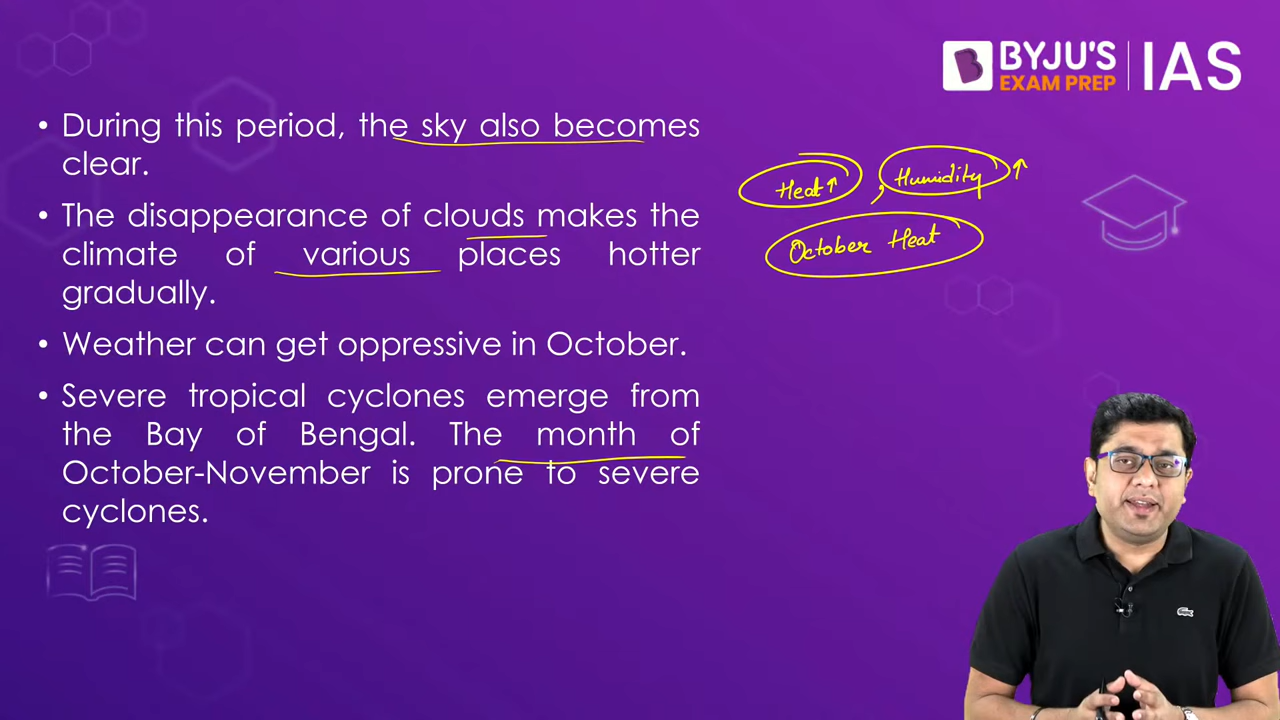 BYJU'S
EXAM PREP
IAS
• During this period, the sky also becomes
clear.
• The disappearance of clouds makes the
climate of various places hotter
gradually.
• Weather can get oppressive in October.
• Severe tropical cyclones emerge from
the Bay of Bengal. The month of
October-November is prone to severe
cyclones.
Heat↑, Humidity↑
October Heat